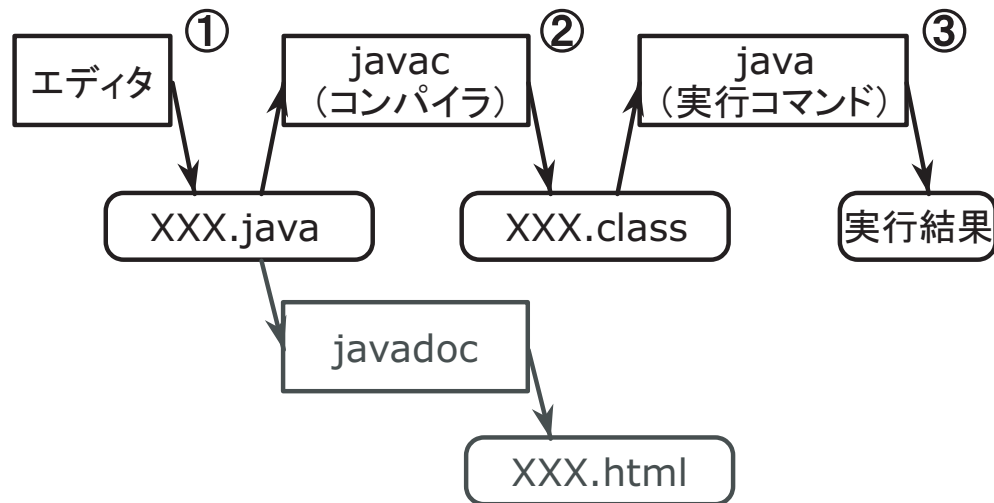 ①
エディタ
②
javac
（コンパイラ）
③
java
（実行コマンド）
XXX.java
XXX.class
実行結果
javadoc
XXX.html